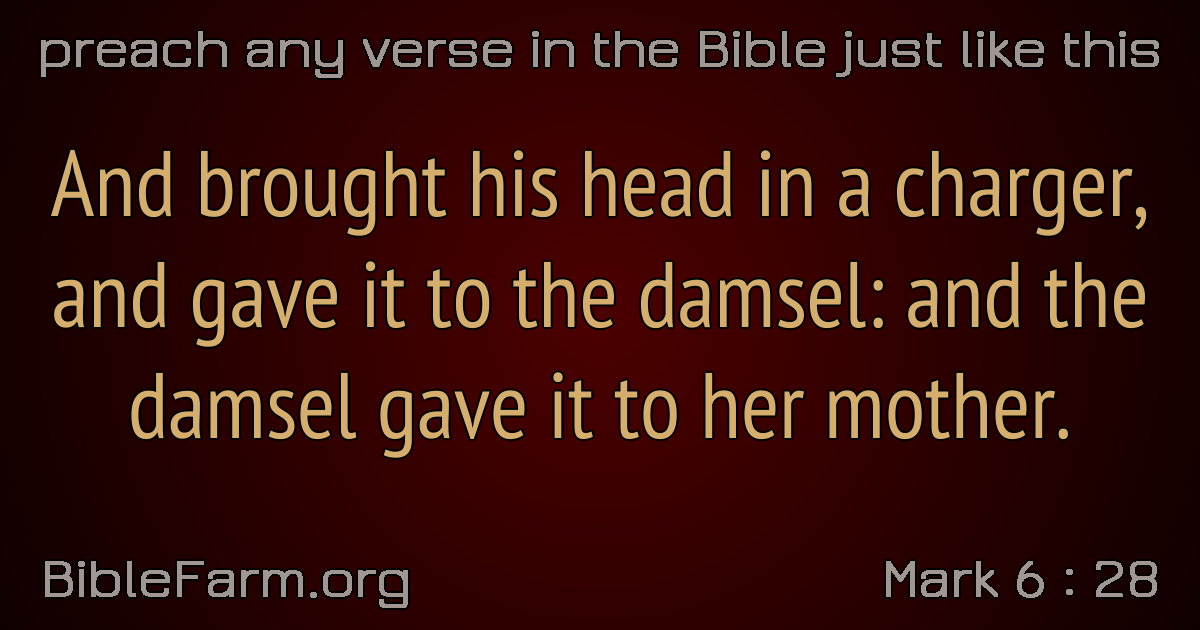 preach any verse in the Bible just like this
And brought his head in a charger,
and gave it to the damsel: and the
damsel gave it to her mother.
BibleFarm.org
Mark 6 : 28